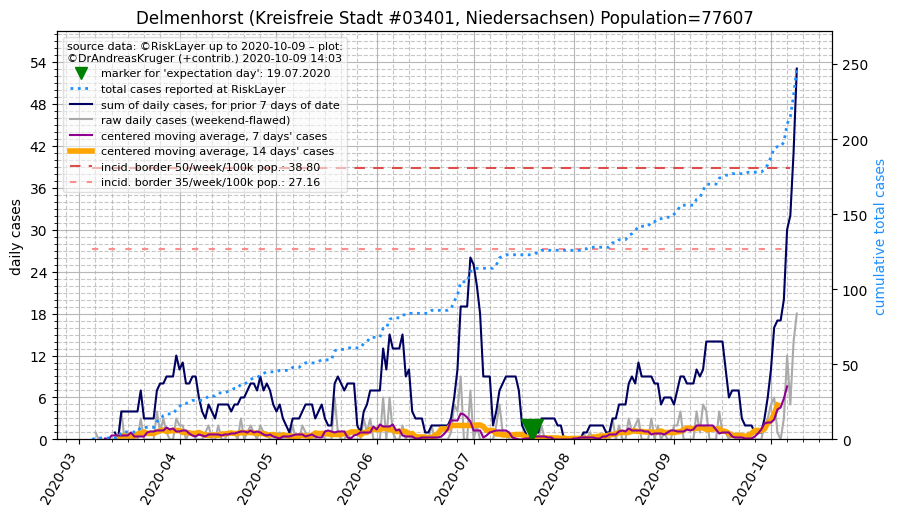 Delmenhorst (Kreisfreie Stadt #03401, Niedersachsen) Population=77607
source data: ©RiskLayer up to 2020-10-09 – plot:
©DrAndreasKruger (+contrib.) 2020-10-09 14:03
marker for 'expectation day': 19.07.2020
total cases reported at RiskLayer
sum of daily cases, for prior 7 days of date
raw daily cases (weekend-flawed)
centered moving average, 7 days' cases
centered moving average, 14 days' cases
incid. border 50/week/100k pop.: 38.80
incid. border 35/week/100k pop.: 27.16
daily cases
54
48
42
36
30
24
18
12
6
0
cumulative total cases
250
200
150
100
50
0
2020-03
2020-04
2020-05
2020-06
2020-07
2020-08
2020-09
2020-10